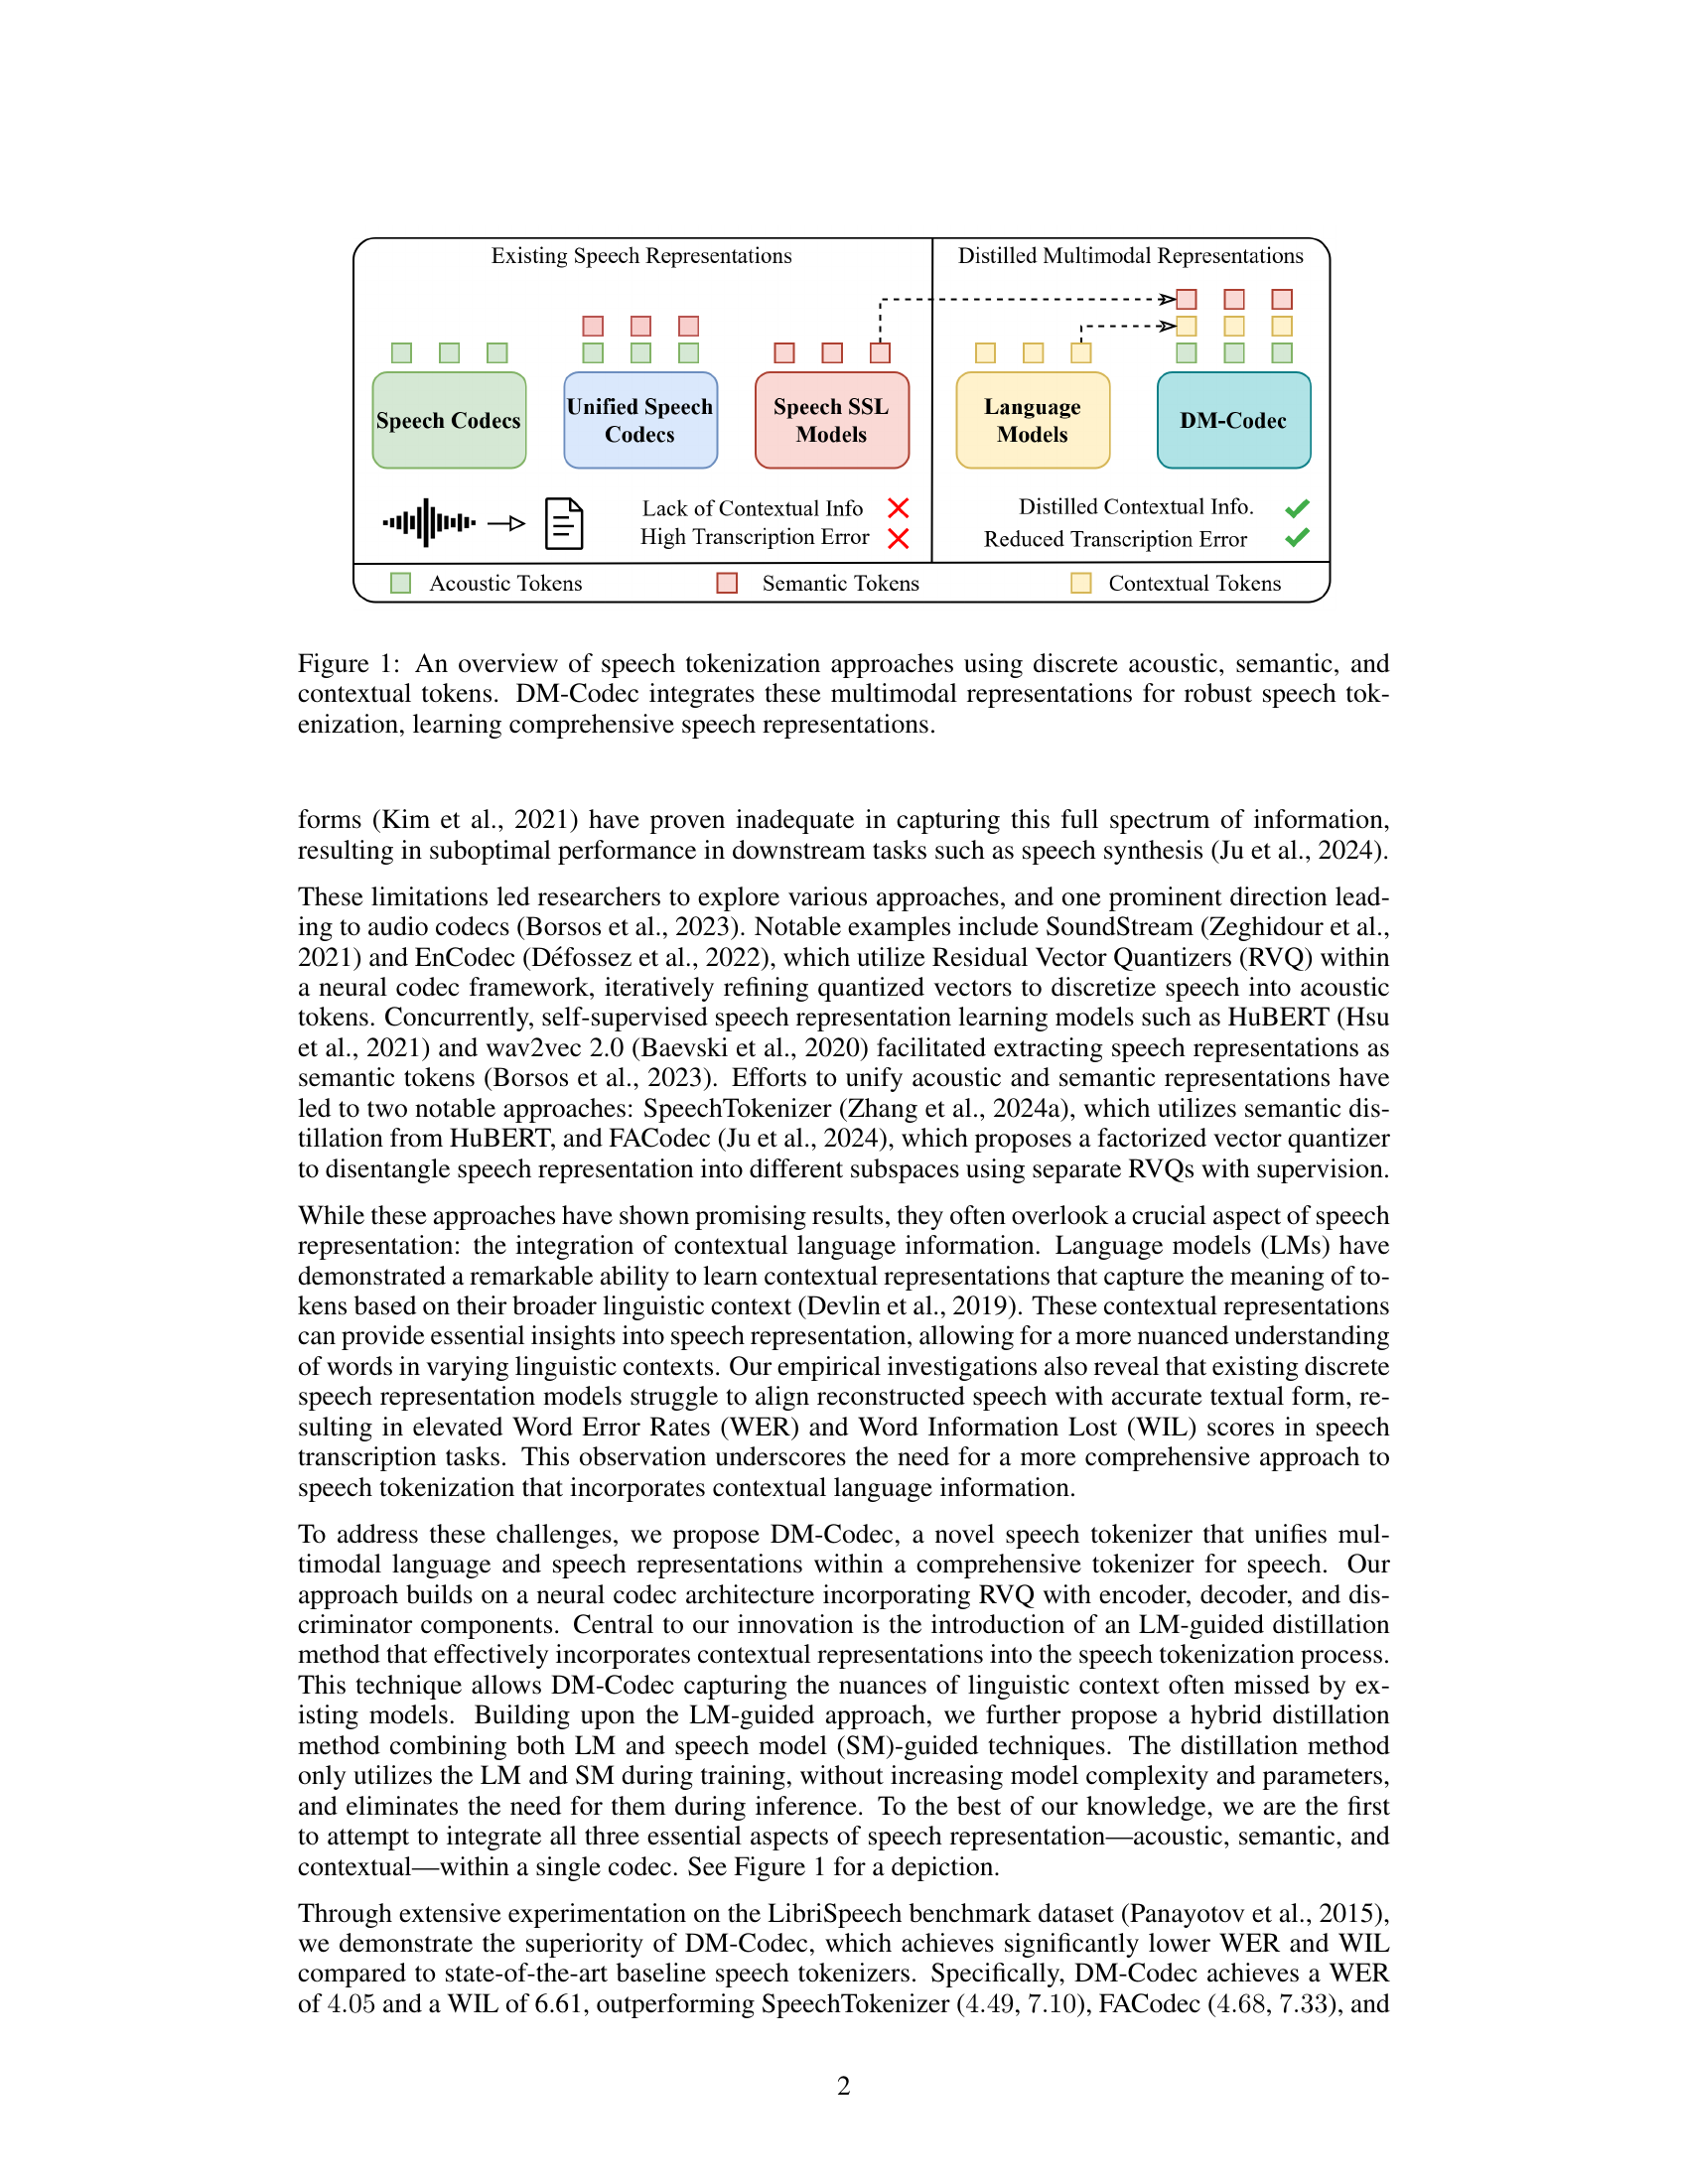 Existing Speech Representations
Distilled Multimodal Representations
Speech Codecs
Unified Speech
Codecs
Speech SSL
Models
Language
Models
DM-Codec
Lack of Contextual Info
High Transcription Error
Distilled Contextual Info.
Reduced Transcription Error
Acoustic Tokens
Semantic Tokens
Contextual Tokens
Figure 1: An overview of speech tokenization approaches using discrete acoustic, semantic, and
contextual tokens. DM-Codec integrates these multimodal representations for robust speech tok-
enization, learning comprehensive speech representations.
forms (Kim et al., 2021) have proven inadequate in capturing this full spectrum of information,
resulting in suboptimal performance in downstream tasks such as speech synthesis (Ju et al., 2024).
These limitations led researchers to explore various approaches, and one prominent direction lead-
ing to audio codecs (Borsos et al., 2023). Notable examples include SoundStream (Zeghidour et al.,
2021) and EnCodec (Défossez et al., 2022), which utilize Residual Vector Quantizers (RVQ) within
a neural codec framework, iteratively refining quantized vectors to discretize speech into acoustic
tokens. Concurrently, self-supervised speech representation learning models such as HuBERT (Hsu
et al., 2021) and wav2vec 2.0 (Baevski et al., 2020) facilitated extracting speech representations as
semantic tokens (Borsos et al., 2023). Efforts to unify acoustic and semantic representations have
led to two notable approaches: SpeechTokenizer (Zhang et al., 2024a), which utilizes semantic dis-
tillation from HuBERT, and FACodec (Ju et al., 2024), which proposes a factorized vector quantizer
to disentangle speech representation into different subspaces using separate RVQs with supervision.
While these approaches have shown promising results, they often overlook a crucial aspect of speech
representation: the integration of contextual language information. Language models (LMs) have
demonstrated a remarkable ability to learn contextual representations that capture the meaning of to-
kens based on their broader linguistic context (Devlin et al., 2019). These contextual representations
can provide essential insights into speech representation, allowing for a more nuanced understanding
of words in varying linguistic contexts. Our empirical investigations also reveal that existing discrete
speech representation models struggle to align reconstructed speech with accurate textual form, re-
sulting in elevated Word Error Rates (WER) and Word Information Lost (WIL) scores in speech
transcription tasks. This observation underscores the need for a more comprehensive approach to
speech tokenization that incorporates contextual language information.
To address these challenges, we propose DM-Codec, a novel speech tokenizer that unifies mul-
timodal language and speech representations within a comprehensive tokenizer for speech. Our
approach builds on a neural codec architecture incorporating RVQ with encoder, decoder, and dis-
criminator components. Central to our innovation is the introduction of an LM-guided distillation
method that effectively incorporates contextual representations into the speech tokenization process.
This technique allows DM-Codec capturing the nuances of linguistic context often missed by ex-
isting models. Building upon the LM-guided approach, we further propose a hybrid distillation
method combining both LM and speech model (SM)-guided techniques. The distillation method
only utilizes the LM and SM during training, without increasing model complexity and parameters,
and eliminates the need for them during inference. To the best of our knowledge, we are the first
to attempt to integrate all three essential aspects of speech representation—acoustic, semantic, and
contextual—within a single codec. See Figure 1 for a depiction.
Through extensive experimentation on the LibriSpeech benchmark dataset (Panayotov et al., 2015),
we demonstrate the superiority of DM-Codec, which achieves significantly lower WER and WIL
compared to state-of-the-art baseline speech tokenizers. Specifically, DM-Codec achieves a WER
of 4.05 and a WIL of 6.61, outperforming SpeechTokenizer (4.49, 7.10), FACodec (4.68, 7.33), and
2